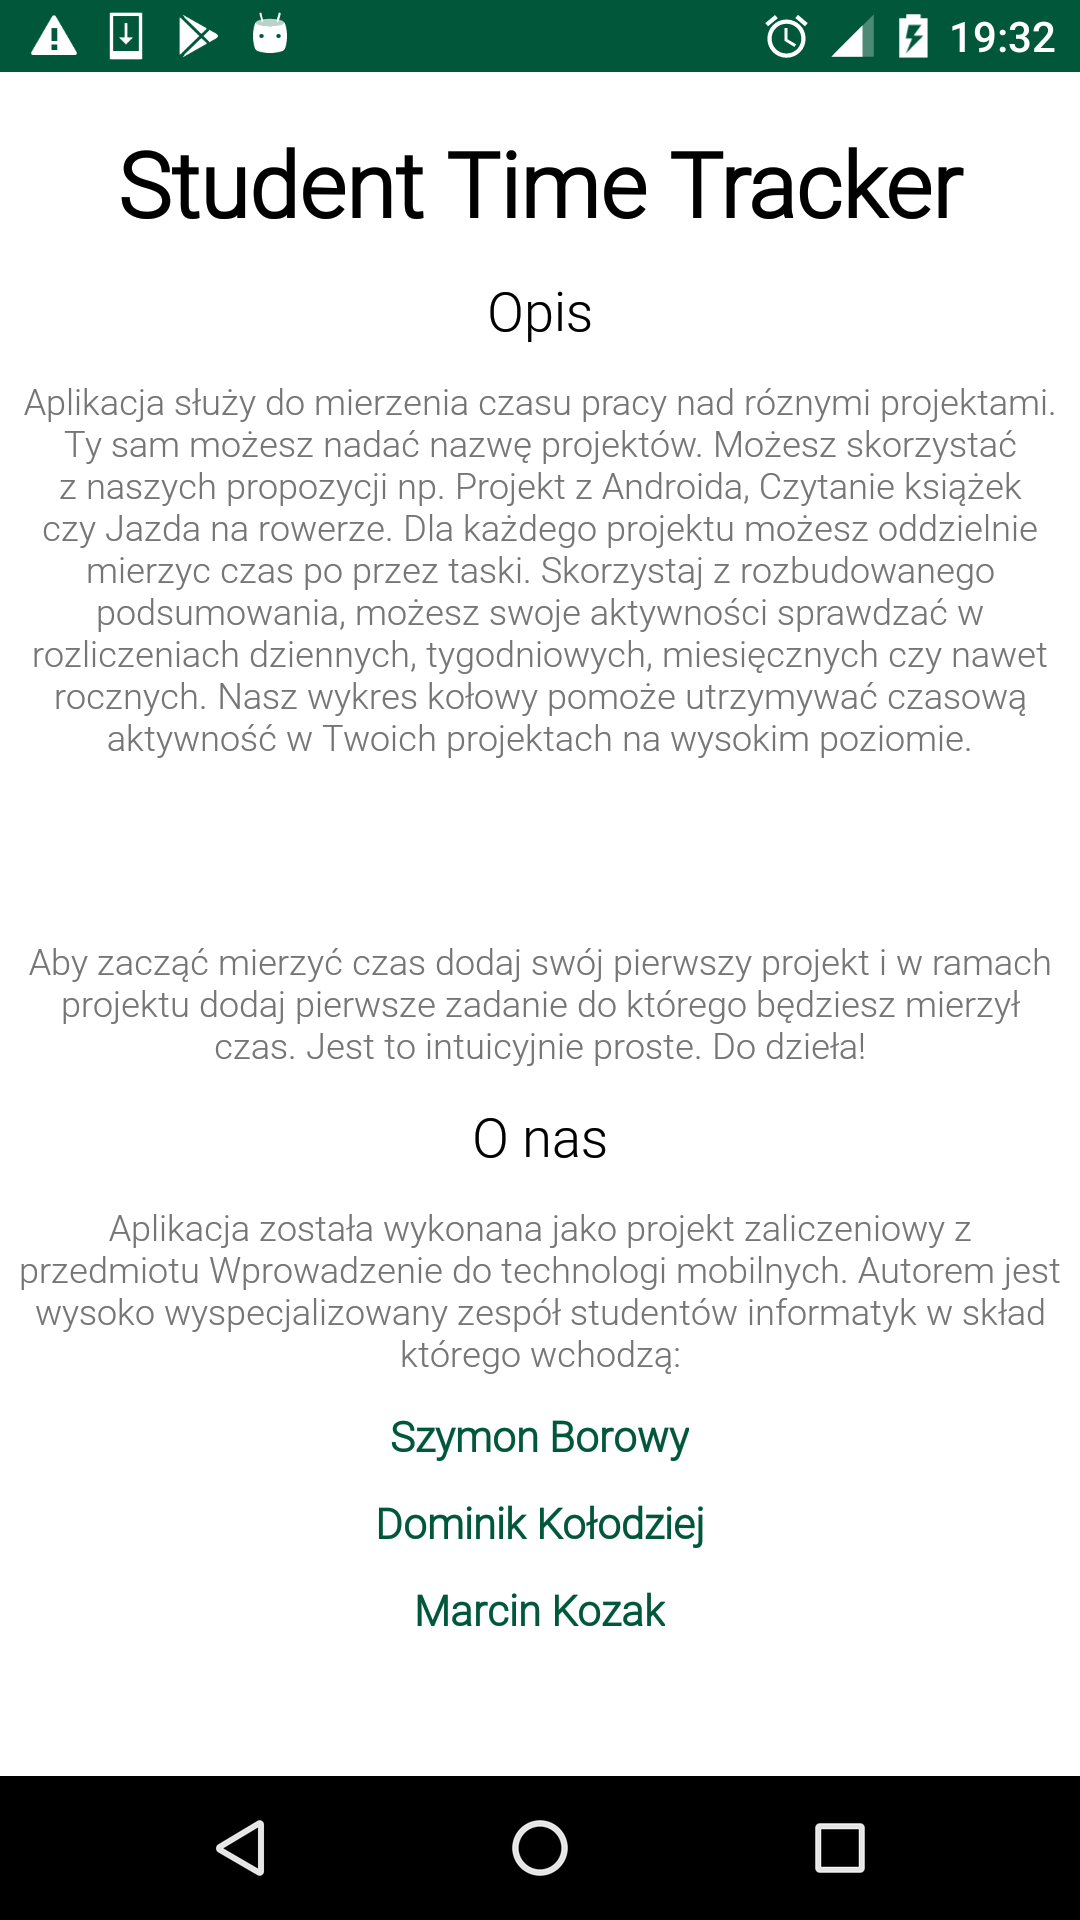 19:32
Student Time Tracker
Opis
Aplikacja służy do mierzenia czasu pracy nad róznymi projektami.
Ty sam możesz nadać nazwę projektów. Możesz skorzystać
z naszych propozycji np. Projekt z Androida, Czytanie książek
czy Jazda na rowerze. Dla każdego projektu możesz oddzielnie
mierzyc czas po przez taski. Skorzystaj z rozbudowanego
podsumowania, możesz swoje aktywności sprawdzać w
rozliczeniach dziennych, tygodniowych, miesięcznych czy nawet
rocznych. Nasz wykres kołowy pomoże utrzymywać czasową
aktywność w Twoich projektach na wysokim poziomie.
Aby zacząć mierzyć czas dodaj swój pierwszy projekt i w ramach
projektu dodaj pierwsze zadanie do którego będziesz mierzył
czas. Jest to intuicyjnie proste. Do dzieła!
O nas
Aplikacja została wykonana jako projekt zaliczeniowy z
przedmiotu Wprowadzenie do technologi mobilnych. Autorem jest
wysoko wyspecjalizowany zespół studentów informatyk w skład
którego wchodzą:
Szymon Borowy
Dominik Kołodziej
Marcin Kozak